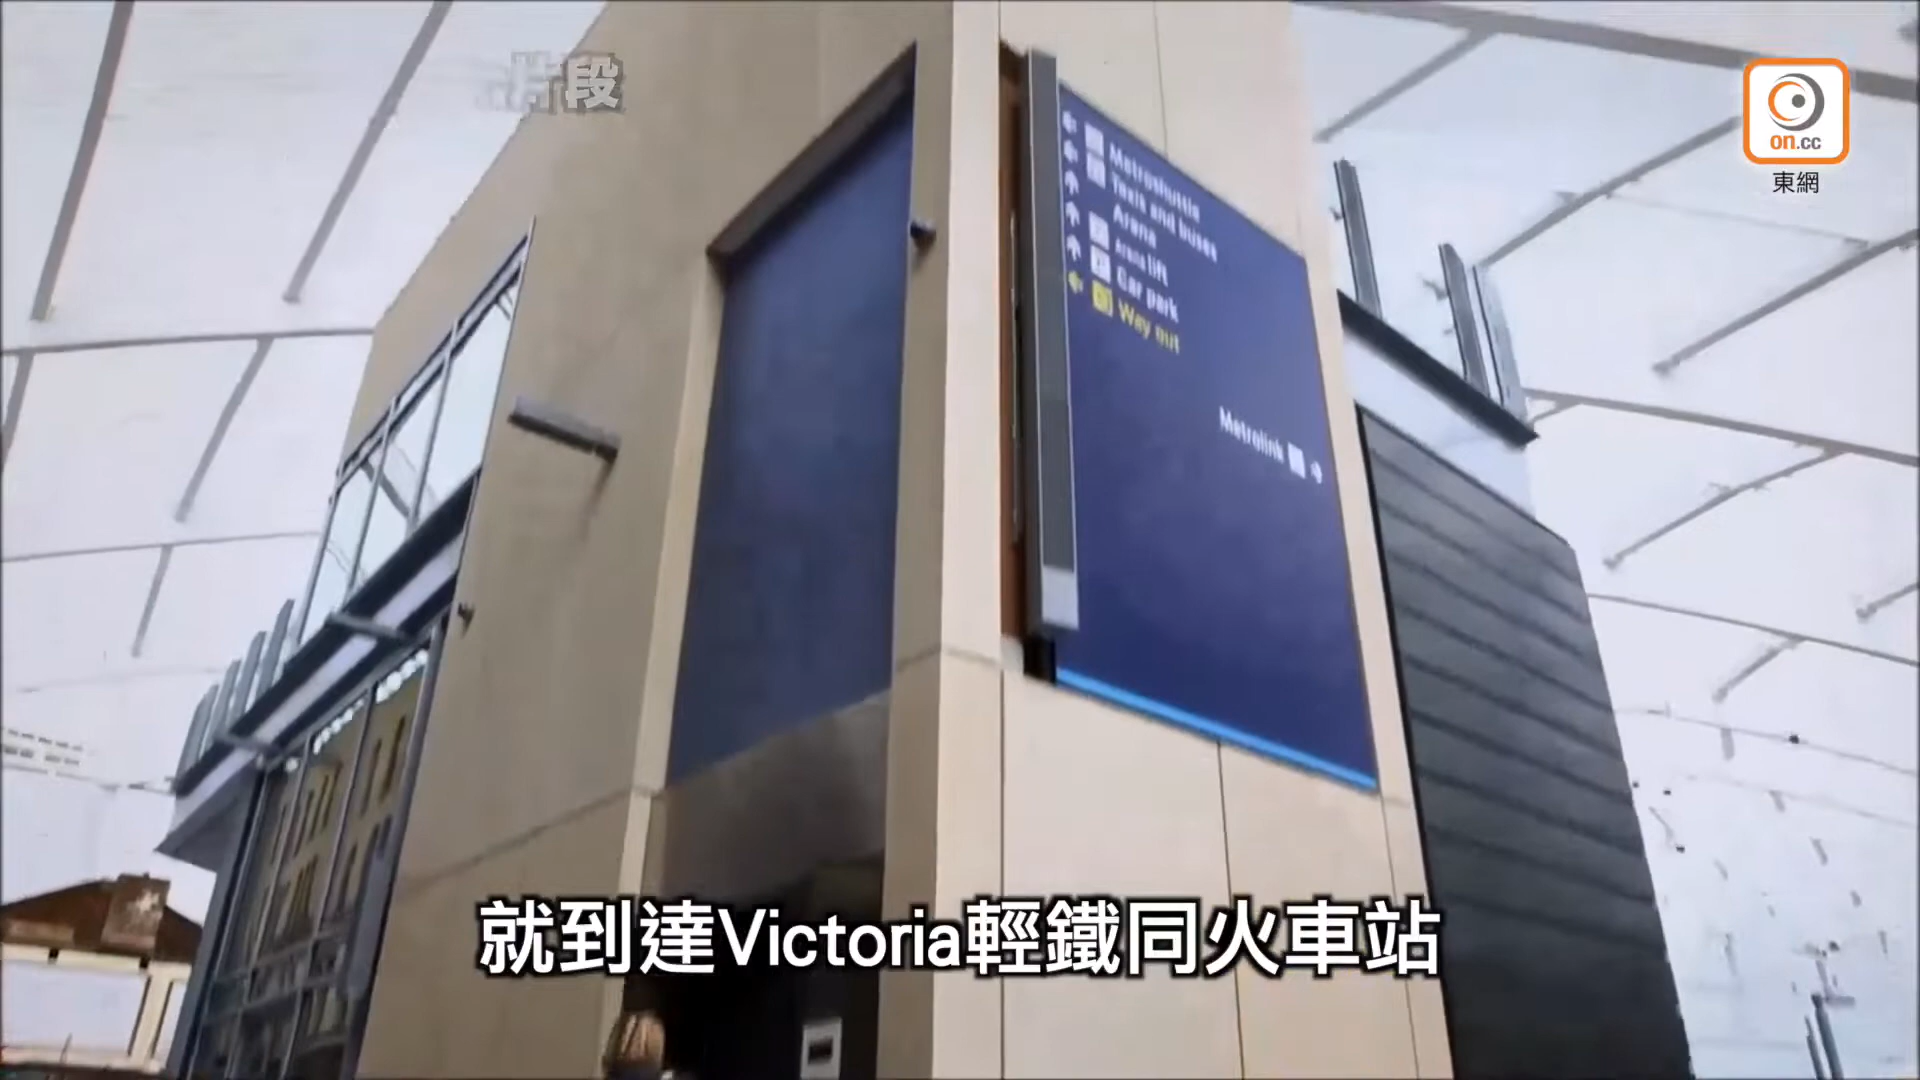 片段
on.cc
東網
Metroshuttle
Taxis and buses
Arena
Arena lift
Car park
Way out
Metrolink
就到達Victoria輕鐵同火車站